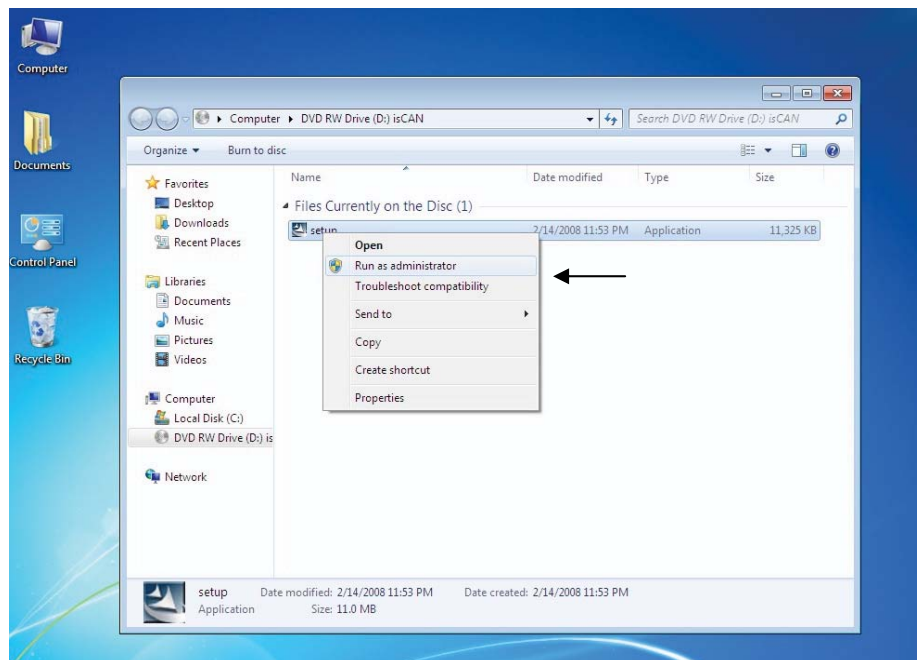 Computer
Documents
Control Panel
Recycle Bin
Computer ▸ DVD RW Drive (D:) isCAN
Search DVD RW Drive (D:) isCAN
Organize Burn to disc
Favorites
Desktop
Downloads
Recent Places
Libraries
Documents
Music
Pictures
Videos
Computer
Local Disk (C:)
DVD RW Drive (D:) is
Network
Name Date modified Type Size
Files Currently on the Disc (1)
setup 2/14/2008 11:53 PM Application 11,325 KB
Open
Run as administrator
Troubleshoot compatibility
Send to
Copy
Create shortcut
Properties
setup Date modified: 2/14/2008 11:53 PM Date created: 2/14/2008 11:53 PM
Application Size: 11.0 MB